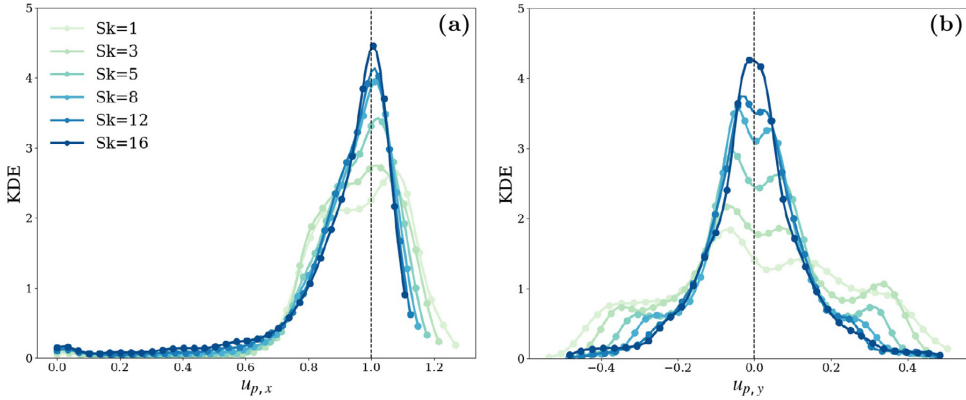 (a)
Sk=1
Sk=3
Sk=5
Sk=8
Sk=12
Sk=16
KDE
5
4
3
2
1
0
0.0 0.2 0.4 0.6 0.8 1.0 1.2
u_{p,x}
(b)
KDE
5
4
3
2
1
0
−0.4 −0.2 0.0 0.2 0.4
u_{p,y}